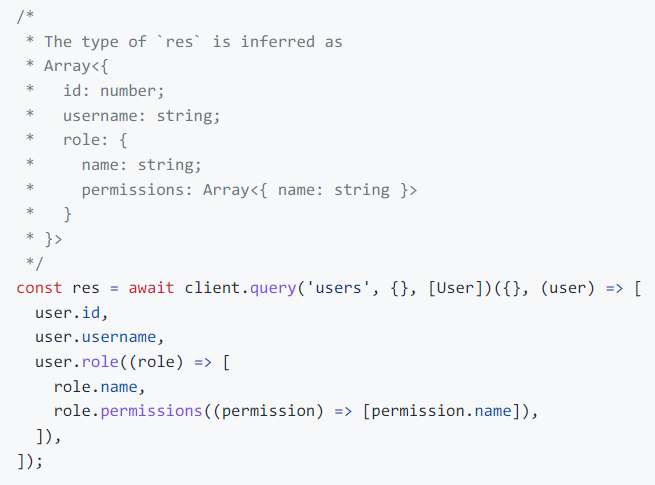 /*
 * The type of `res` is inferred as
 * Array<{
 *   id: number;
 *   username: string;
 *   role: {
 *     name: string;
 *     permissions: Array<{ name: string }>
 *   }
 * }>
 */
const res = await client.query('users', {}, [User])({}, (user) => [
  user.id,
  user.username,
  user.role((role) => [
    role.name,
    role.permissions((permission) => [permission.name]),
  ]),
]);